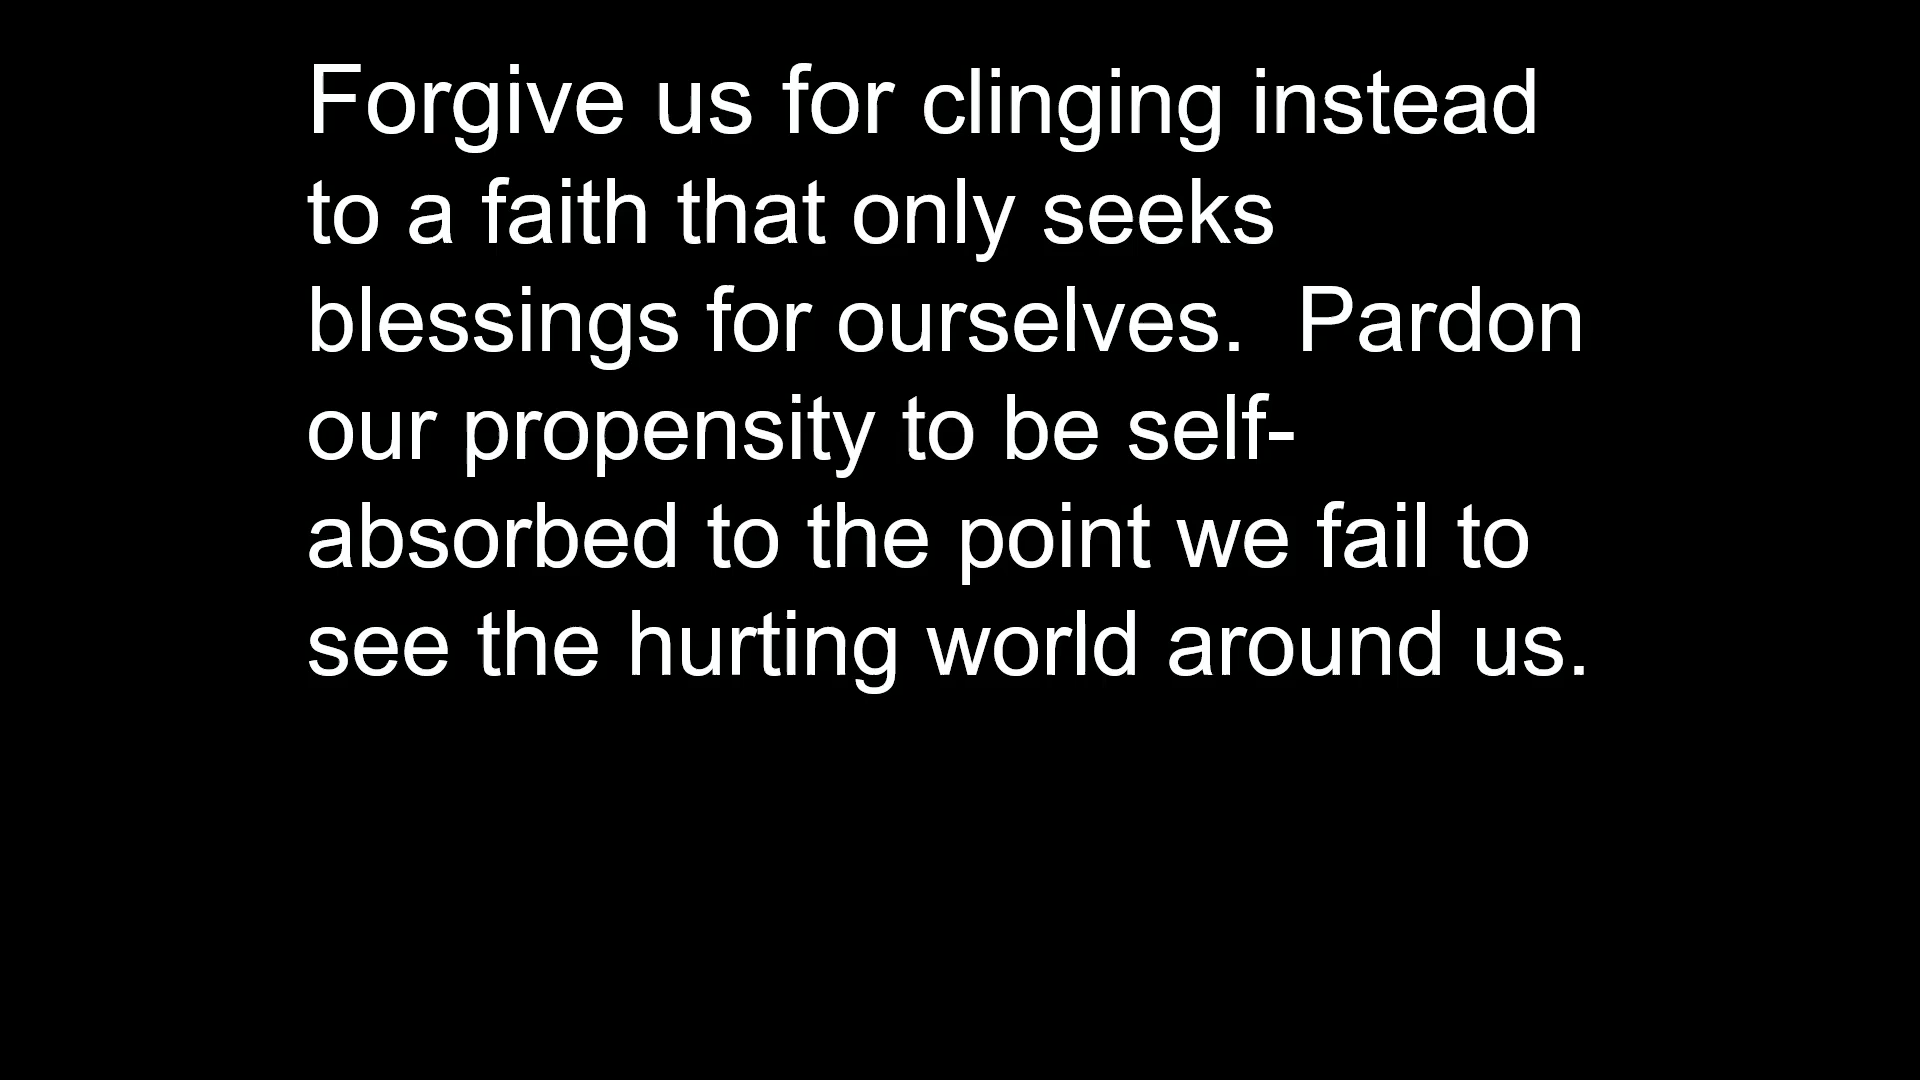 Forgive us for clinging instead
to a faith that only seeks
blessings for ourselves.  Pardon
our propensity to be self-
absorbed to the point we fail to
see the hurting world around us.